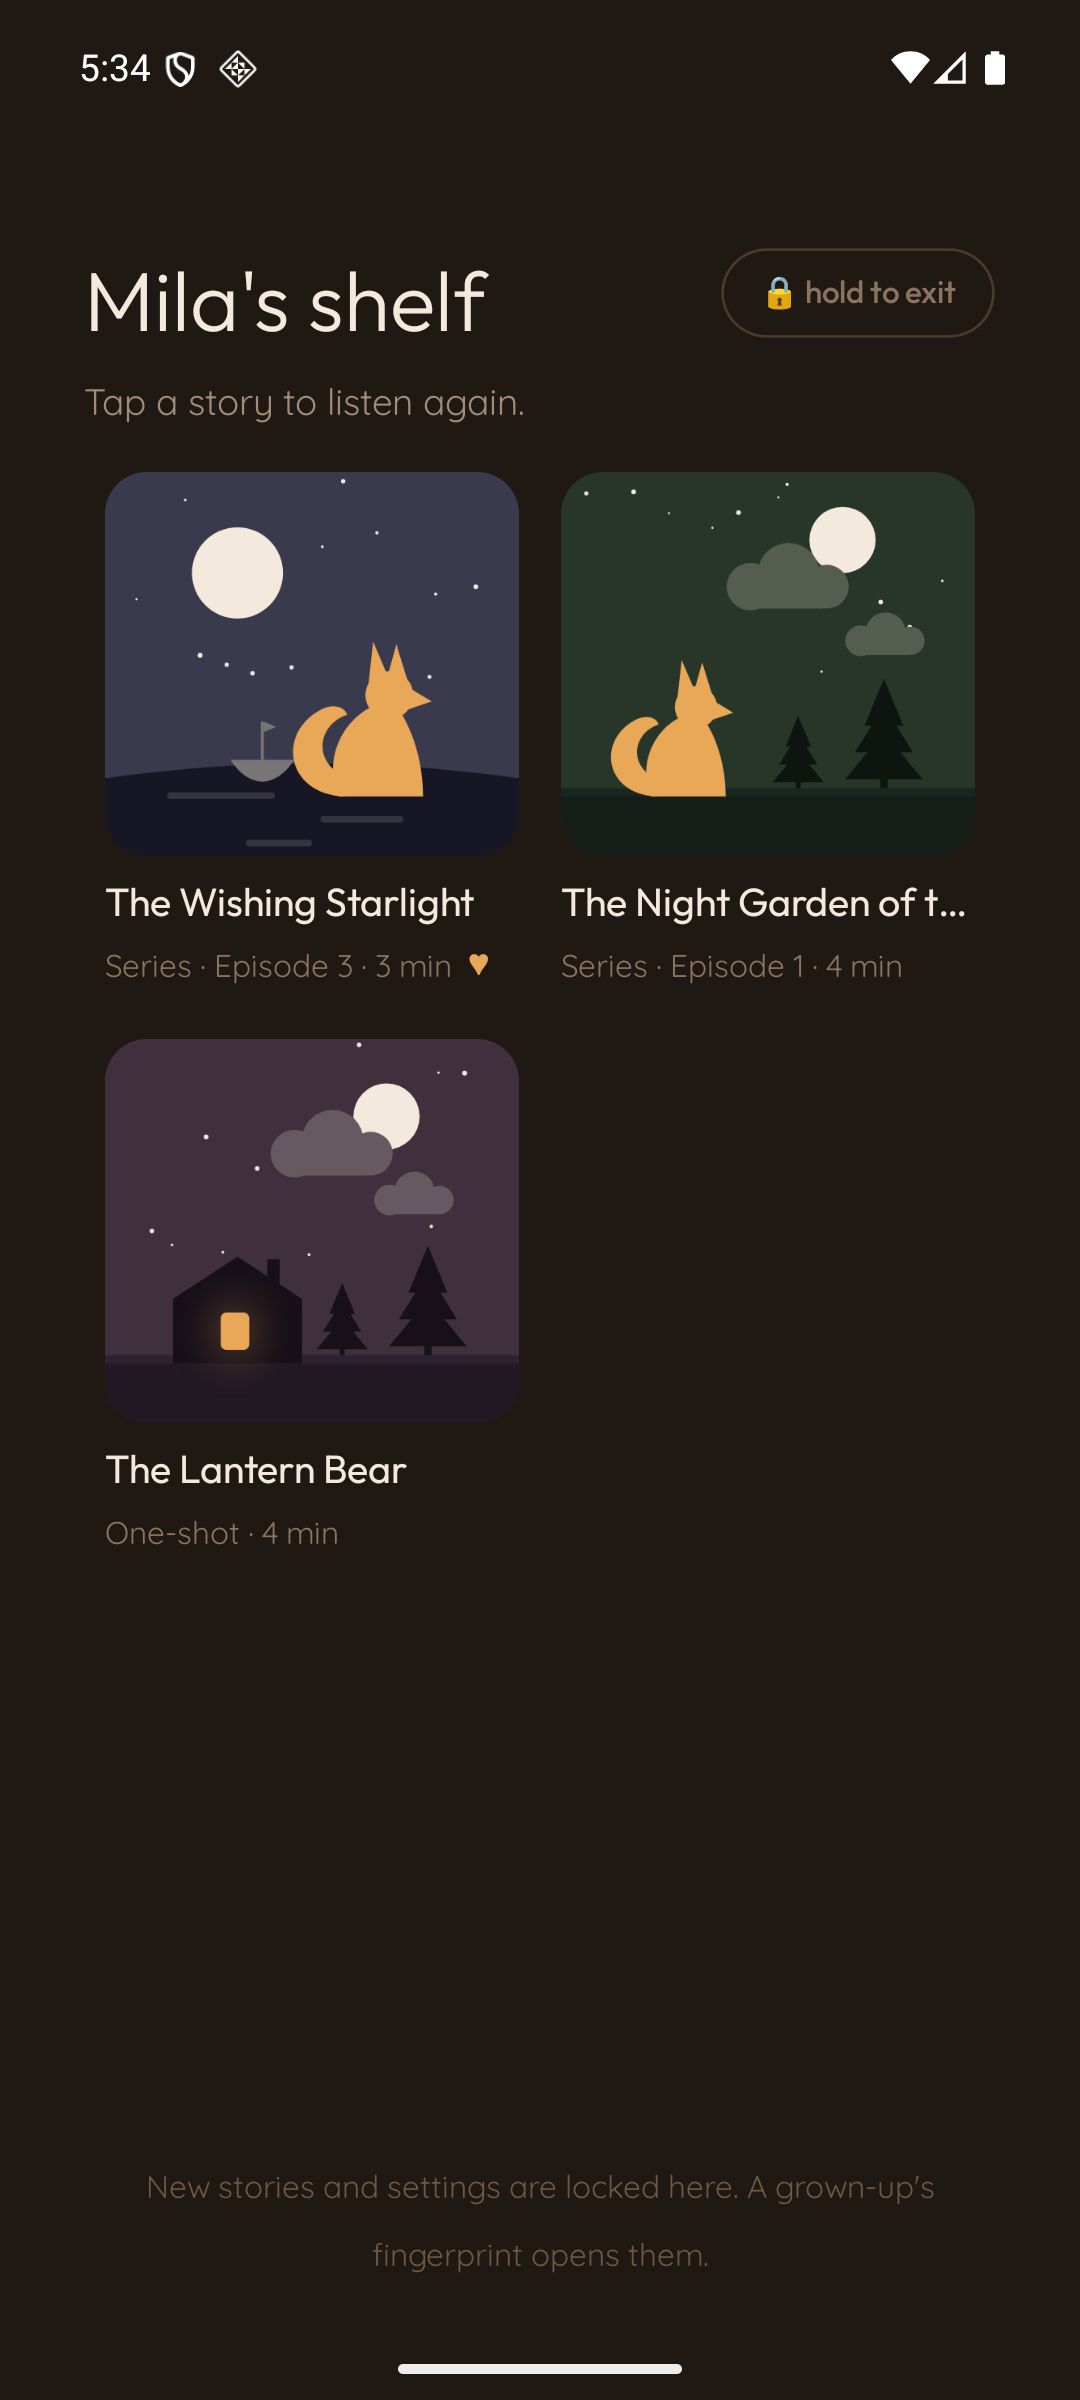 5:34
Mila's shelf
🔒 hold to exit
Tap a story to listen again.
The Wishing Starlight
Series · Episode 3 · 3 min ♥
The Night Garden of t...
Series · Episode 1 · 4 min
The Lantern Bear
One-shot · 4 min
New stories and settings are locked here. A grown-up's
fingerprint opens them.